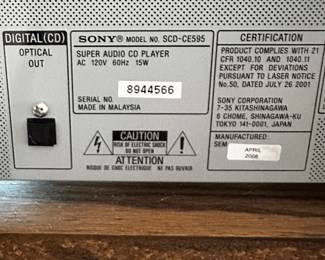 DIGITAL(CD)
OPTICAL
OUT
SONY® MODEL NO. SCD-CE595
SUPER AUDIO CD PLAYER
AC 120V 60Hz 15W
SERIAL NO. 8944566
MADE IN MALAYSIA
CAUTION
RISK OF ELECTRIC SHOCK
DO NOT OPEN
ATTENTION
RISQUE DE CHOC ELECTRIQUE, NE PAS OUVRIR
CERTIFICATION
PRODUCT COMPLIES WITH 21
CFR 1040.10 AND 1040.11
EXCEPT FOR DEVIATIONS
PURSUANT TO LASER NOTICE
No.50, DATED JULY 26 2001
SONY CORPORATION
7-35 KITASHINAGAWA
6 CHOME, SHINAGAWA-KU
TOKYO 141-0001, JAPAN
MANUFACTURED:
SEM
APRIL
2008